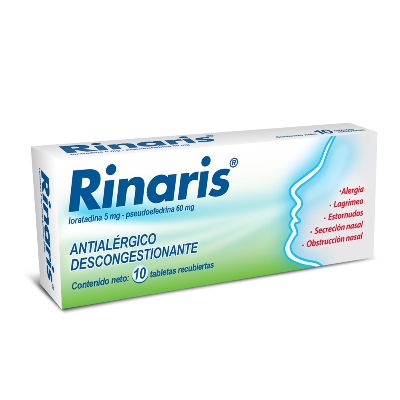 Rinaris®
loratadina 5 mg - pseudoefedrina 60 mg
ANTIALÉRGICO
DESCONGESTIONANTE
Contenido neto: 10 tabletas recubiertas
· Alergia
· Lagrimeo
· Estornudos
· Secreción nasal
· Obstrucción nasal
10